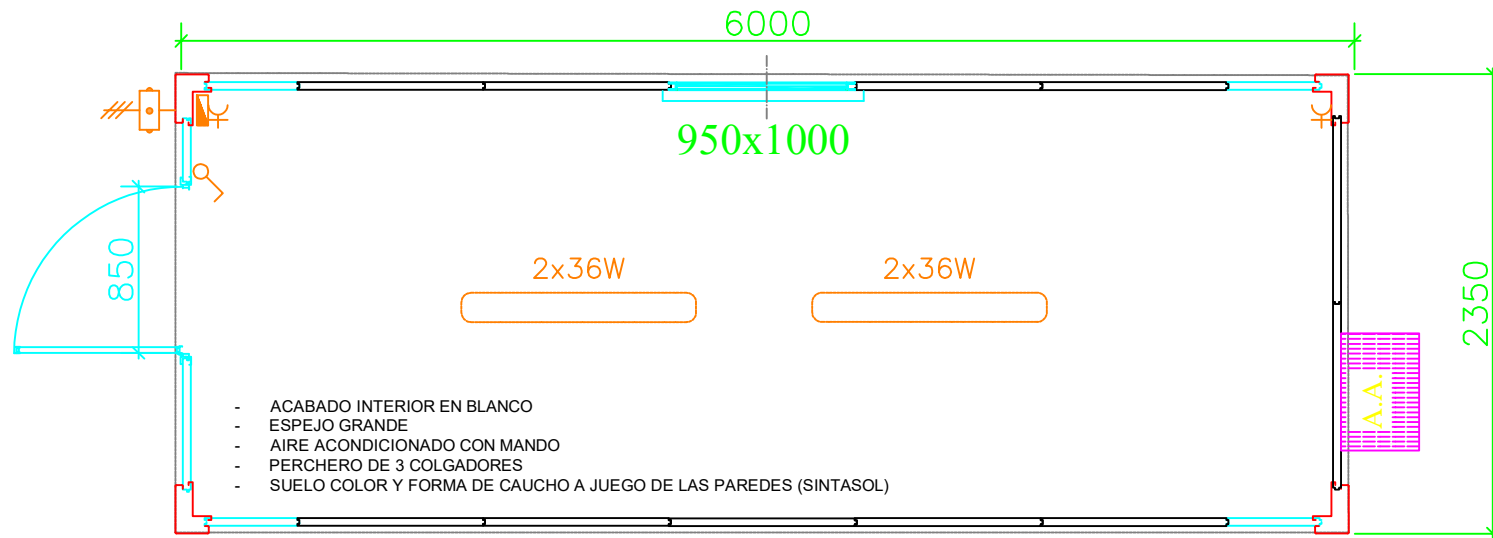 6000
950x1000
850
2x36W
2x36W
2350
A.A.
- ACABADO INTERIOR EN BLANCO
- ESPEJO GRANDE
- AIRE ACONDICIONADO CON MANDO
- PERCHERO DE 3 COLGADORES
- SUELO COLOR Y FORMA DE CAUCHO A JUEGO DE LAS PAREDES (SINTASOL)